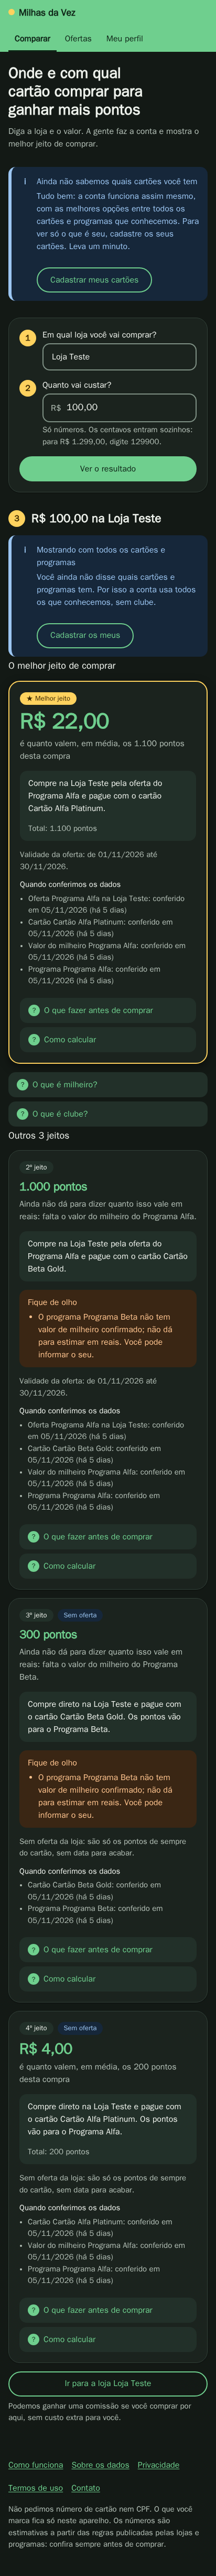 Milhas da Vez
Comparar Ofertas Meu perfil
Onde e com qual
cartão comprar para
ganhar mais pontos
Diga a loja e o valor. A gente faz a conta e mostra o
melhor jeito de comprar.
i Ainda não sabemos quais cartões você tem
Tudo bem: a conta funciona assim mesmo,
com as melhores opções entre todos os
cartões e programas que conhecemos. Para
ver só o que é seu, cadastre os seus
cartões. Leva um minuto.
Cadastrar meus cartões
1 Em qual loja você vai comprar?
Loja Teste
2 Quanto vai custar?
R$ 100,00
Só números. Os centavos entram sozinhos:
para R$ 1.299,00, digite 129900.
Ver o resultado
3 R$ 100,00 na Loja Teste
i Mostrando com todos os cartões e
programas
Você ainda não disse quais cartões e
programas tem. Por isso a conta usa todos
os que conhecemos, sem clube.
Cadastrar os meus
O melhor jeito de comprar
★ Melhor jeito
R$ 22,00
é quanto valem, em média, os 1.100 pontos
desta compra
Compre na Loja Teste pela oferta do
Programa Alfa e pague com o cartão
Cartão Alfa Platinum.
Total: 1.100 pontos
Validade da oferta: de 01/11/2026 até
30/11/2026.
Quando conferimos os dados
• Oferta Programa Alfa na Loja Teste: conferido
em 05/11/2026 (há 5 dias)
• Cartão Cartão Alfa Platinum: conferido em
05/11/2026 (há 5 dias)
• Valor do milheiro Programa Alfa: conferido em
05/11/2026 (há 5 dias)
• Programa Programa Alfa: conferido em
05/11/2026 (há 5 dias)
? O que fazer antes de comprar
? Como calcular
? O que é milheiro?
? O que é clube?
Outros 3 jeitos
2º jeito
1.000 pontos
Ainda não dá para dizer quanto isso vale em
reais: falta o valor do milheiro do Programa Alfa.
Compre na Loja Teste pela oferta do
Programa Alfa e pague com o cartão Cartão
Beta Gold.
Fique de olho
• O programa Programa Beta não tem
valor de milheiro confirmado; não dá
para estimar em reais. Você pode
informar o seu.
Validade da oferta: de 01/11/2026 até
30/11/2026.
Quando conferimos os dados
• Oferta Programa Alfa na Loja Teste: conferido
em 05/11/2026 (há 5 dias)
• Cartão Cartão Beta Gold: conferido em
05/11/2026 (há 5 dias)
• Valor do milheiro Programa Alfa: conferido em
05/11/2026 (há 5 dias)
• Programa Programa Alfa: conferido em
05/11/2026 (há 5 dias)
? O que fazer antes de comprar
? Como calcular
3º jeito Sem oferta
300 pontos
Ainda não dá para dizer quanto isso vale em
reais: falta o valor do milheiro do Programa
Beta.
Compre direto na Loja Teste e pague com
o cartão Cartão Beta Gold. Os pontos vão
para o Programa Beta.
Fique de olho
• O programa Programa Beta não tem
valor de milheiro confirmado; não dá
para estimar em reais. Você pode
informar o seu.
Sem oferta da loja: são só os pontos de sempre
do cartão, sem data para acabar.
Quando conferimos os dados
• Cartão Cartão Beta Gold: conferido em
05/11/2026 (há 5 dias)
• Programa Programa Beta: conferido em
05/11/2026 (há 5 dias)
? O que fazer antes de comprar
? Como calcular
4º jeito Sem oferta
R$ 4,00
é quanto valem, em média, os 200 pontos
desta compra
Compre direto na Loja Teste e pague com
o cartão Cartão Alfa Platinum. Os pontos
vão para o Programa Alfa.
Total: 200 pontos
Sem oferta da loja: são só os pontos de sempre
do cartão, sem data para acabar.
Quando conferimos os dados
• Cartão Cartão Alfa Platinum: conferido em
05/11/2026 (há 5 dias)
• Valor do milheiro Programa Alfa: conferido em
05/11/2026 (há 5 dias)
• Programa Programa Alfa: conferido em
05/11/2026 (há 5 dias)
? O que fazer antes de comprar
? Como calcular
Ir para a loja Loja Teste
Podemos ganhar uma comissão se você comprar por
aqui, sem custo extra para você.
Como funciona Sobre os dados Privacidade
Termos de uso Contato
Não pedimos número de cartão nem CPF. O que você
marca fica só neste aparelho. Os números são
estimativas a partir das regras publicadas pelas lojas e
programas: confira sempre antes de comprar.